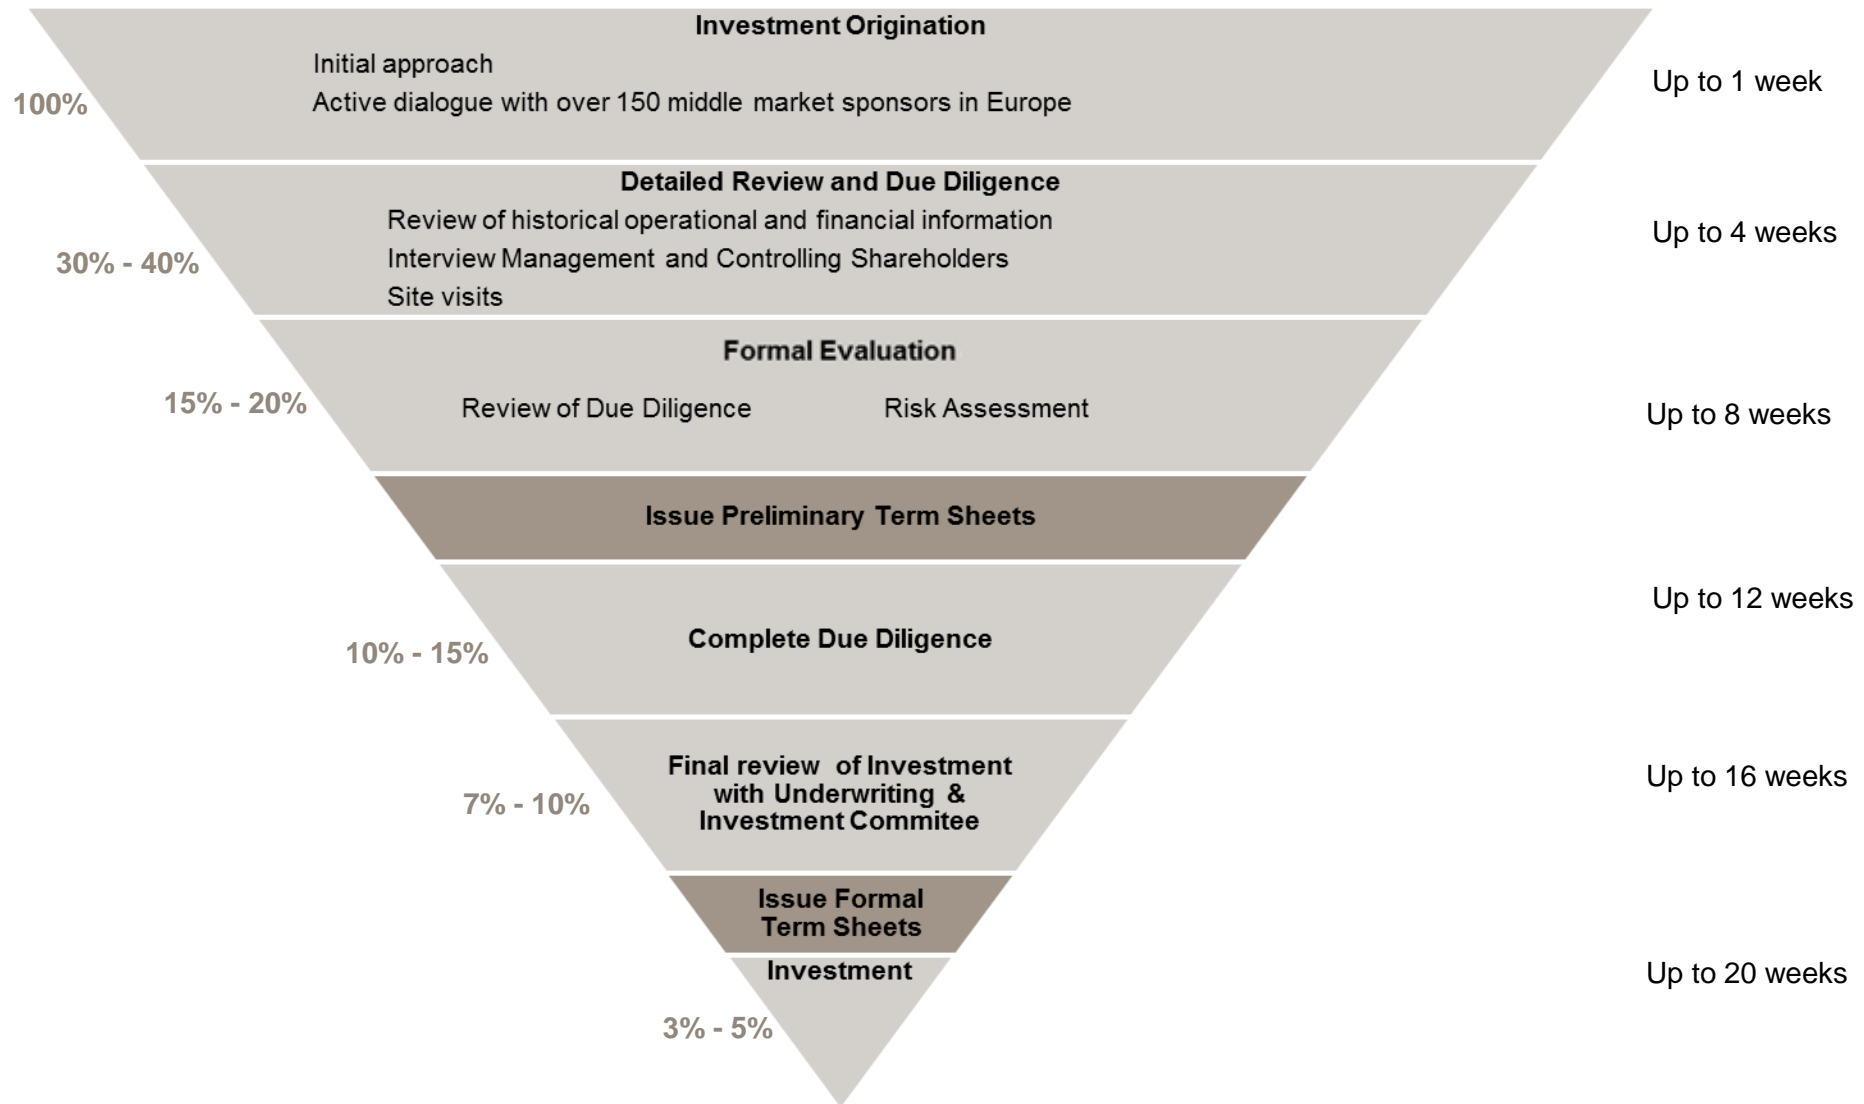 Investment Origination
Initial approach
Active dialogue with over 150 middle market sponsors in Europe
100%
Up to 1 week
Detailed Review and Due Diligence
Review of historical operational and financial information
Interview Management and Controlling Shareholders
Site visits
30% - 40%
Up to 4 weeks
Formal Evaluation
Review of Due Diligence
Risk Assessment
15% - 20%
Up to 8 weeks
Issue Preliminary Term Sheets
Complete Due Diligence
10% - 15%
Up to 12 weeks
Final review of Investment
with Underwriting &
Investment Commitee
7% - 10%
Up to 16 weeks
Issue Formal
Term Sheets
Investment
3% - 5%
Up to 20 weeks